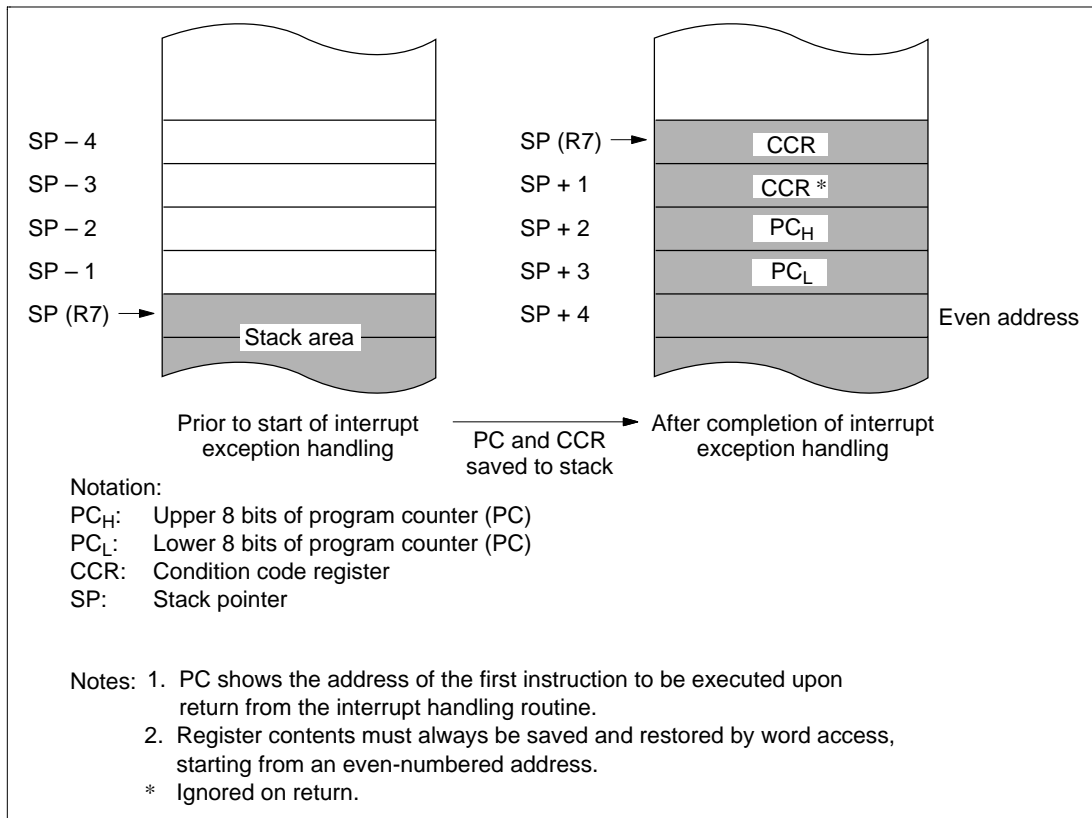 SP – 4
SP – 3
SP – 2
SP – 1
SP (R7)
Stack area
SP (R7)
SP + 1
SP + 2
SP + 3
SP + 4
CCR
CCR *
PCH
PCL
Even address
Prior to start of interrupt
exception handling
PC and CCR
saved to stack
After completion of interrupt
exception handling
Notation:
PCH: Upper 8 bits of program counter (PC)
PCL: Lower 8 bits of program counter (PC)
CCR: Condition code register
SP: Stack pointer
Notes: 1. PC shows the address of the first instruction to be executed upon
return from the interrupt handling routine.
2. Register contents must always be saved and restored by word access,
starting from an even-numbered address.
* Ignored on return.